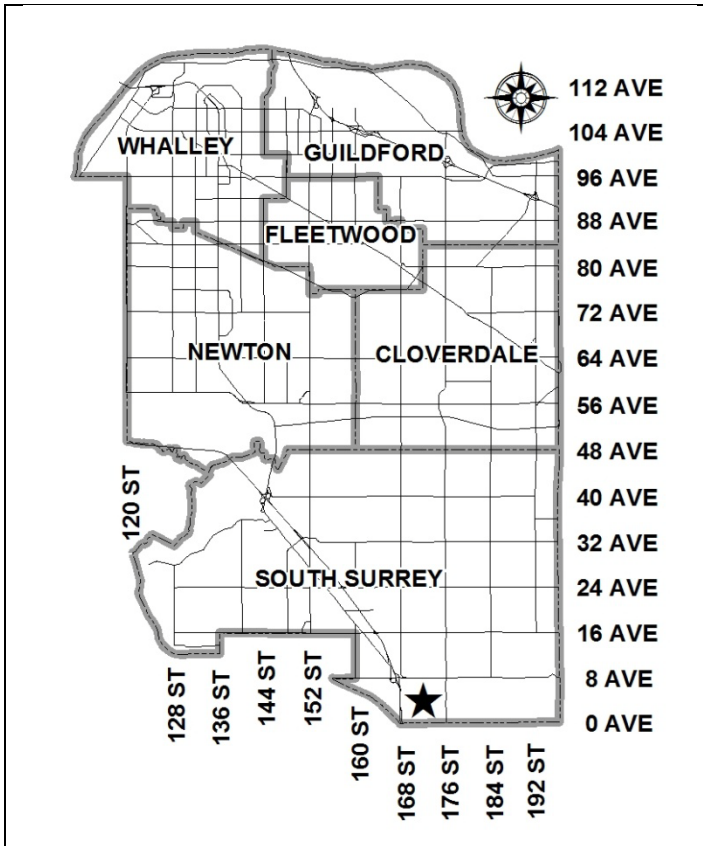 112 AVE
104 AVE
WHALLEY
GUILDFORD
96 AVE
88 AVE
FLEETWOOD
80 AVE
72 AVE
NEWTON
CLOVERDALE
64 AVE
56 AVE
48 AVE
120 ST
40 AVE
32 AVE
SOUTH SURREY
24 AVE
16 AVE
8 AVE
0 AVE
128 ST
136 ST
144 ST
152 ST
160 ST
168 ST
176 ST
184 ST
192 ST